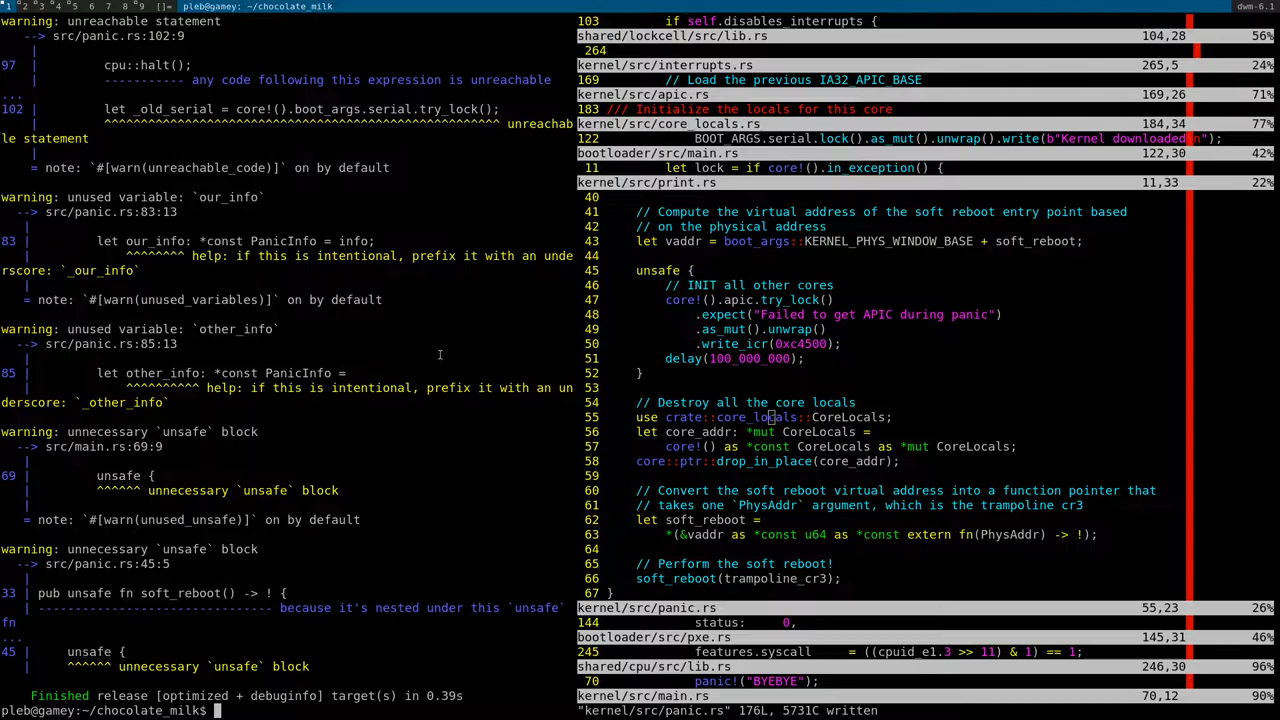 1 2 3 4 5 6 7 8 9 []= pleb@gamey: ~/chocolate_milk dwm-6.1
warning: unreachable statement
--> src/panic.rs:102:9
|
97 | cpu::halt();
| ----------- any code following this expression is unreachable
...
102 | let _old_serial = core!().boot_args.serial.try_lock();
| ^^^^^^^^^^^^^^^^^^^^^^^^^^^^^^^^^^^^^^^^^^^^^^^^^^^^^^ unreachab
le statement
|
= note: `#[warn(unreachable_code)]` on by default
warning: unused variable: `our_info`
--> src/panic.rs:83:13
|
83 | let our_info: *const PanicInfo = info;
| ^^^^^^^^ help: if this is intentional, prefix it with an unde
rscore: `_our_info`
|
= note: `#[warn(unused_variables)]` on by default
warning: unused variable: `other_info`
--> src/panic.rs:85:13
|
85 | let other_info: *const PanicInfo =
| ^^^^^^^^^^ help: if this is intentional, prefix it with an un
derscore: `_other_info`
warning: unnecessary `unsafe` block
--> src/main.rs:69:9
|
69 | unsafe {
| ^^^^^^ unnecessary `unsafe` block
|
= note: `#[warn(unused_unsafe)]` on by default
warning: unnecessary `unsafe` block
--> src/panic.rs:45:5
|
33 | pub unsafe fn soft_reboot() -> ! {
| -------------------------------- because it's nested under this `unsafe`
fn
...
45 | unsafe {
| ^^^^^^ unnecessary `unsafe` block
Finished release [optimized + debuginfo] target(s) in 0.39s
pleb@gamey:~/chocolate_milk$
103 if self.disables_interrupts {
shared/lockcell/src/lib.rs 104,28 56%
264
kernel/src/interrupts.rs 265,5 24%
169 // Load the previous IA32_APIC_BASE
kernel/src/apic.rs 169,26 71%
183 /// Initialize the locals for this core
kernel/src/core_locals.rs 184,34 77%
122 BOOT_ARGS.serial.lock().as_mut().unwrap().write(b"Kernel downloaded\n");
bootloader/src/main.rs 122,30 42%
11 let lock = if core!().in_exception() {
kernel/src/print.rs 11,33 22%
40
41 // Compute the virtual address of the soft reboot entry point based
42 // on the physical address
43 let vaddr = boot_args::KERNEL_PHYS_WINDOW_BASE + soft_reboot;
44
45 unsafe {
46 // INIT all other cores
47 core!().apic.try_lock()
48 .expect("Failed to get APIC during panic")
49 .as_mut().unwrap()
50 .write_icr(0xc4500);
51 delay(100_000_000);
52 }
53
54 // Destroy all the core locals
55 use crate::core_locals::CoreLocals;
56 let core_addr: *mut CoreLocals =
57 core!() as *const CoreLocals as *mut CoreLocals;
58 core::ptr::drop_in_place(core_addr);
59
60 // Convert the soft reboot virtual address into a function pointer that
61 // takes one `PhysAddr` argument, which is the trampoline cr3
62 let soft_reboot =
63 *(&vaddr as *const u64 as *const extern fn(PhysAddr) -> !);
64
65 // Perform the soft reboot!
66 soft_reboot(trampoline_cr3);
67 }
kernel/src/panic.rs 55,23 26%
144 status: 0,
bootloader/src/pxe.rs 145,31 46%
245 features.syscall = ((cpuid_e1.3 >> 11) & 1) == 1;
shared/cpu/src/lib.rs 246,30 96%
70 panic!("BYEBYE");
kernel/src/main.rs 70,12 90%
"kernel/src/panic.rs" 176L, 5731C written